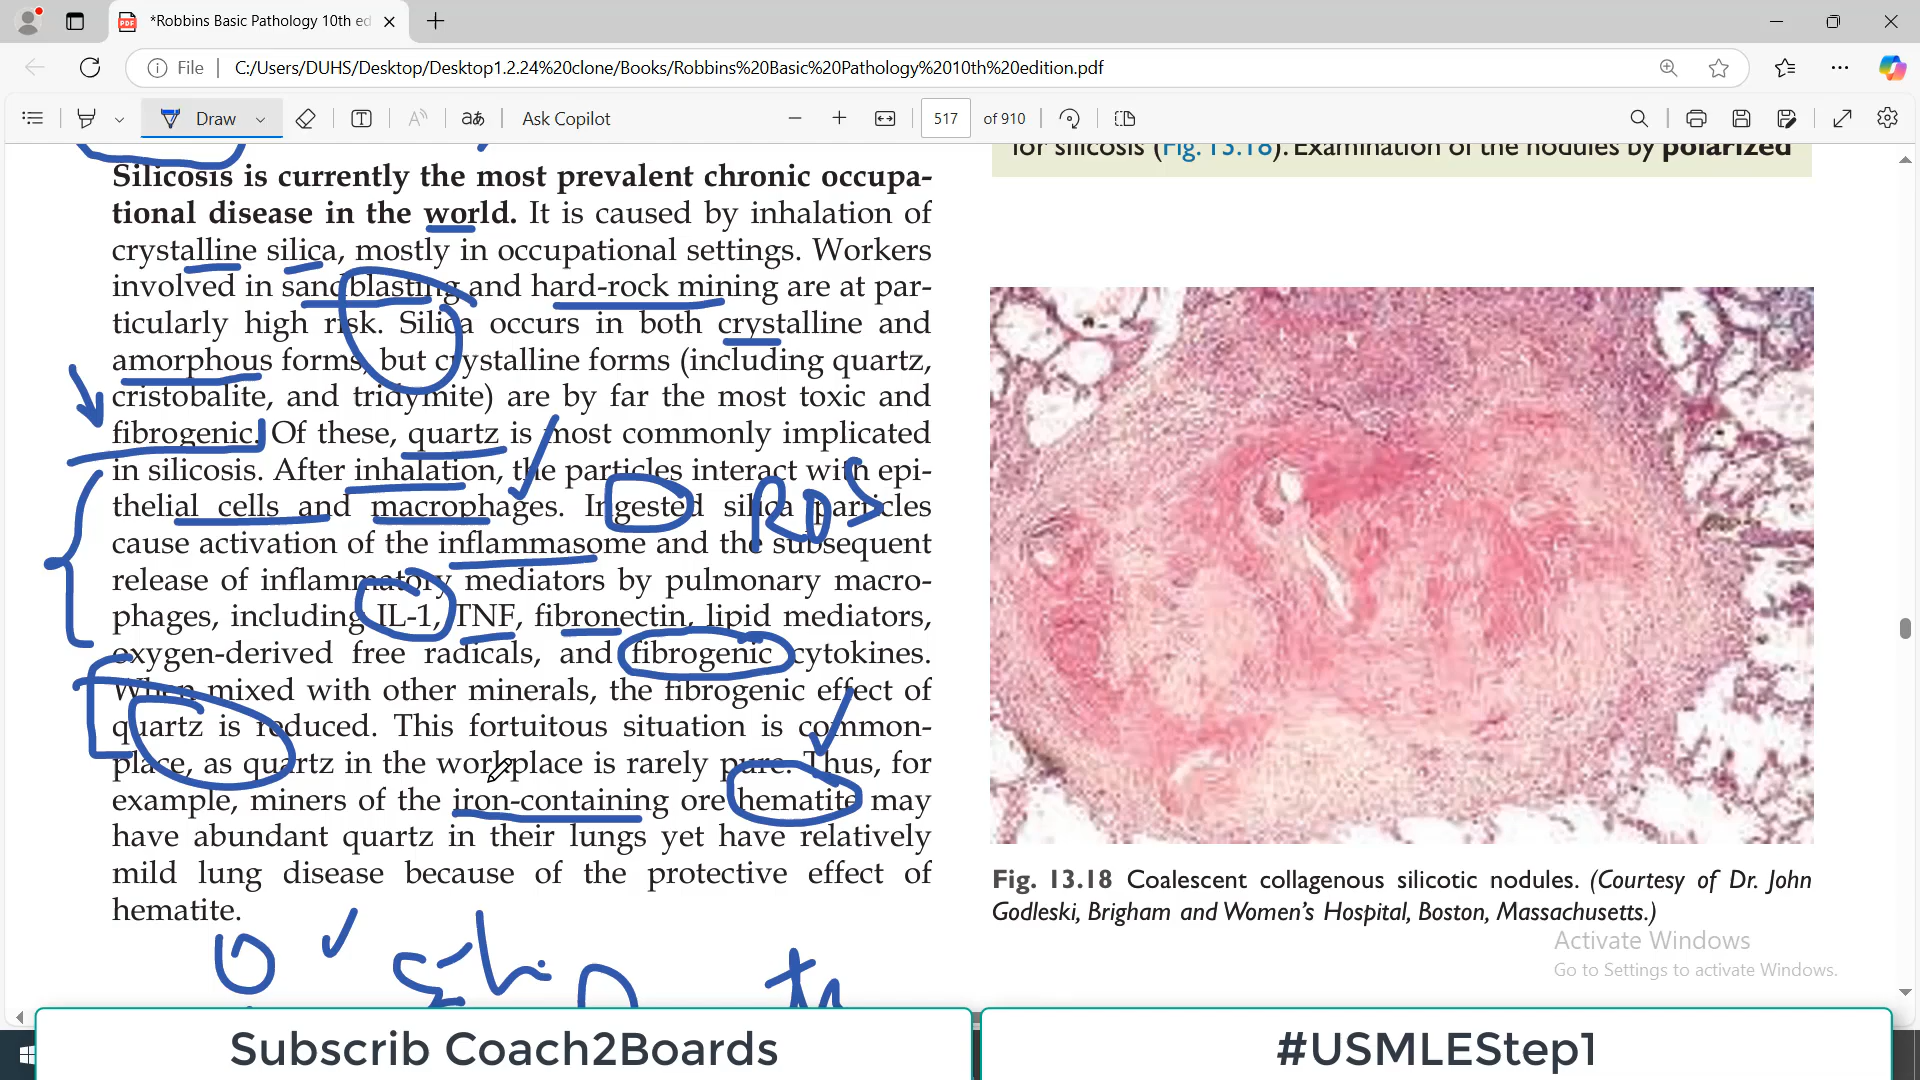 *Robbins Basic Pathology 10th ed
File
C:/Users/DUHS/Desktop/Desktop1.2.24%20clone/Books/Robbins%20Basic%20Pathology%2010th%20edition.pdf
Draw
Ask Copilot
517 of 910
Silicosis is currently the most prevalent chronic occupa-
tional disease in the world. It is caused by inhalation of
crystalline silica, mostly in occupational settings. Workers
involved in sandblasting and hard-rock mining are at par-
ticularly high risk. Silica occurs in both crystalline and
amorphous forms, but crystalline forms (including quartz,
cristobalite, and tridymite) are by far the most toxic and
fibrogenic. Of these, quartz is most commonly implicated
in silicosis. After inhalation, the particles interact with epi-
thelial cells and macrophages. Ingested silica particles
cause activation of the inflammasome and the subsequent
release of inflammatory mediators by pulmonary macro-
phages, including IL-1, TNF, fibronectin, lipid mediators,
oxygen-derived free radicals, and fibrogenic cytokines.
When mixed with other minerals, the fibrogenic effect of
quartz is reduced. This fortuitous situation is common-
place, as quartz in the workplace is rarely pure. Thus, for
example, miners of the iron-containing ore hematite may
have abundant quartz in their lungs yet have relatively
mild lung disease because of the protective effect of
hematite.
ROS
for silicosis (Fig. 13.18). Examination of the nodules by polarized
Fig. 13.18 Coalescent collagenous silicotic nodules. (Courtesy of Dr. John
Godleski, Brigham and Women's Hospital, Boston, Massachusetts.)
Activate Windows
Go to Settings to activate Windows.
Subscrib Coach2Boards
#USMLEStep1